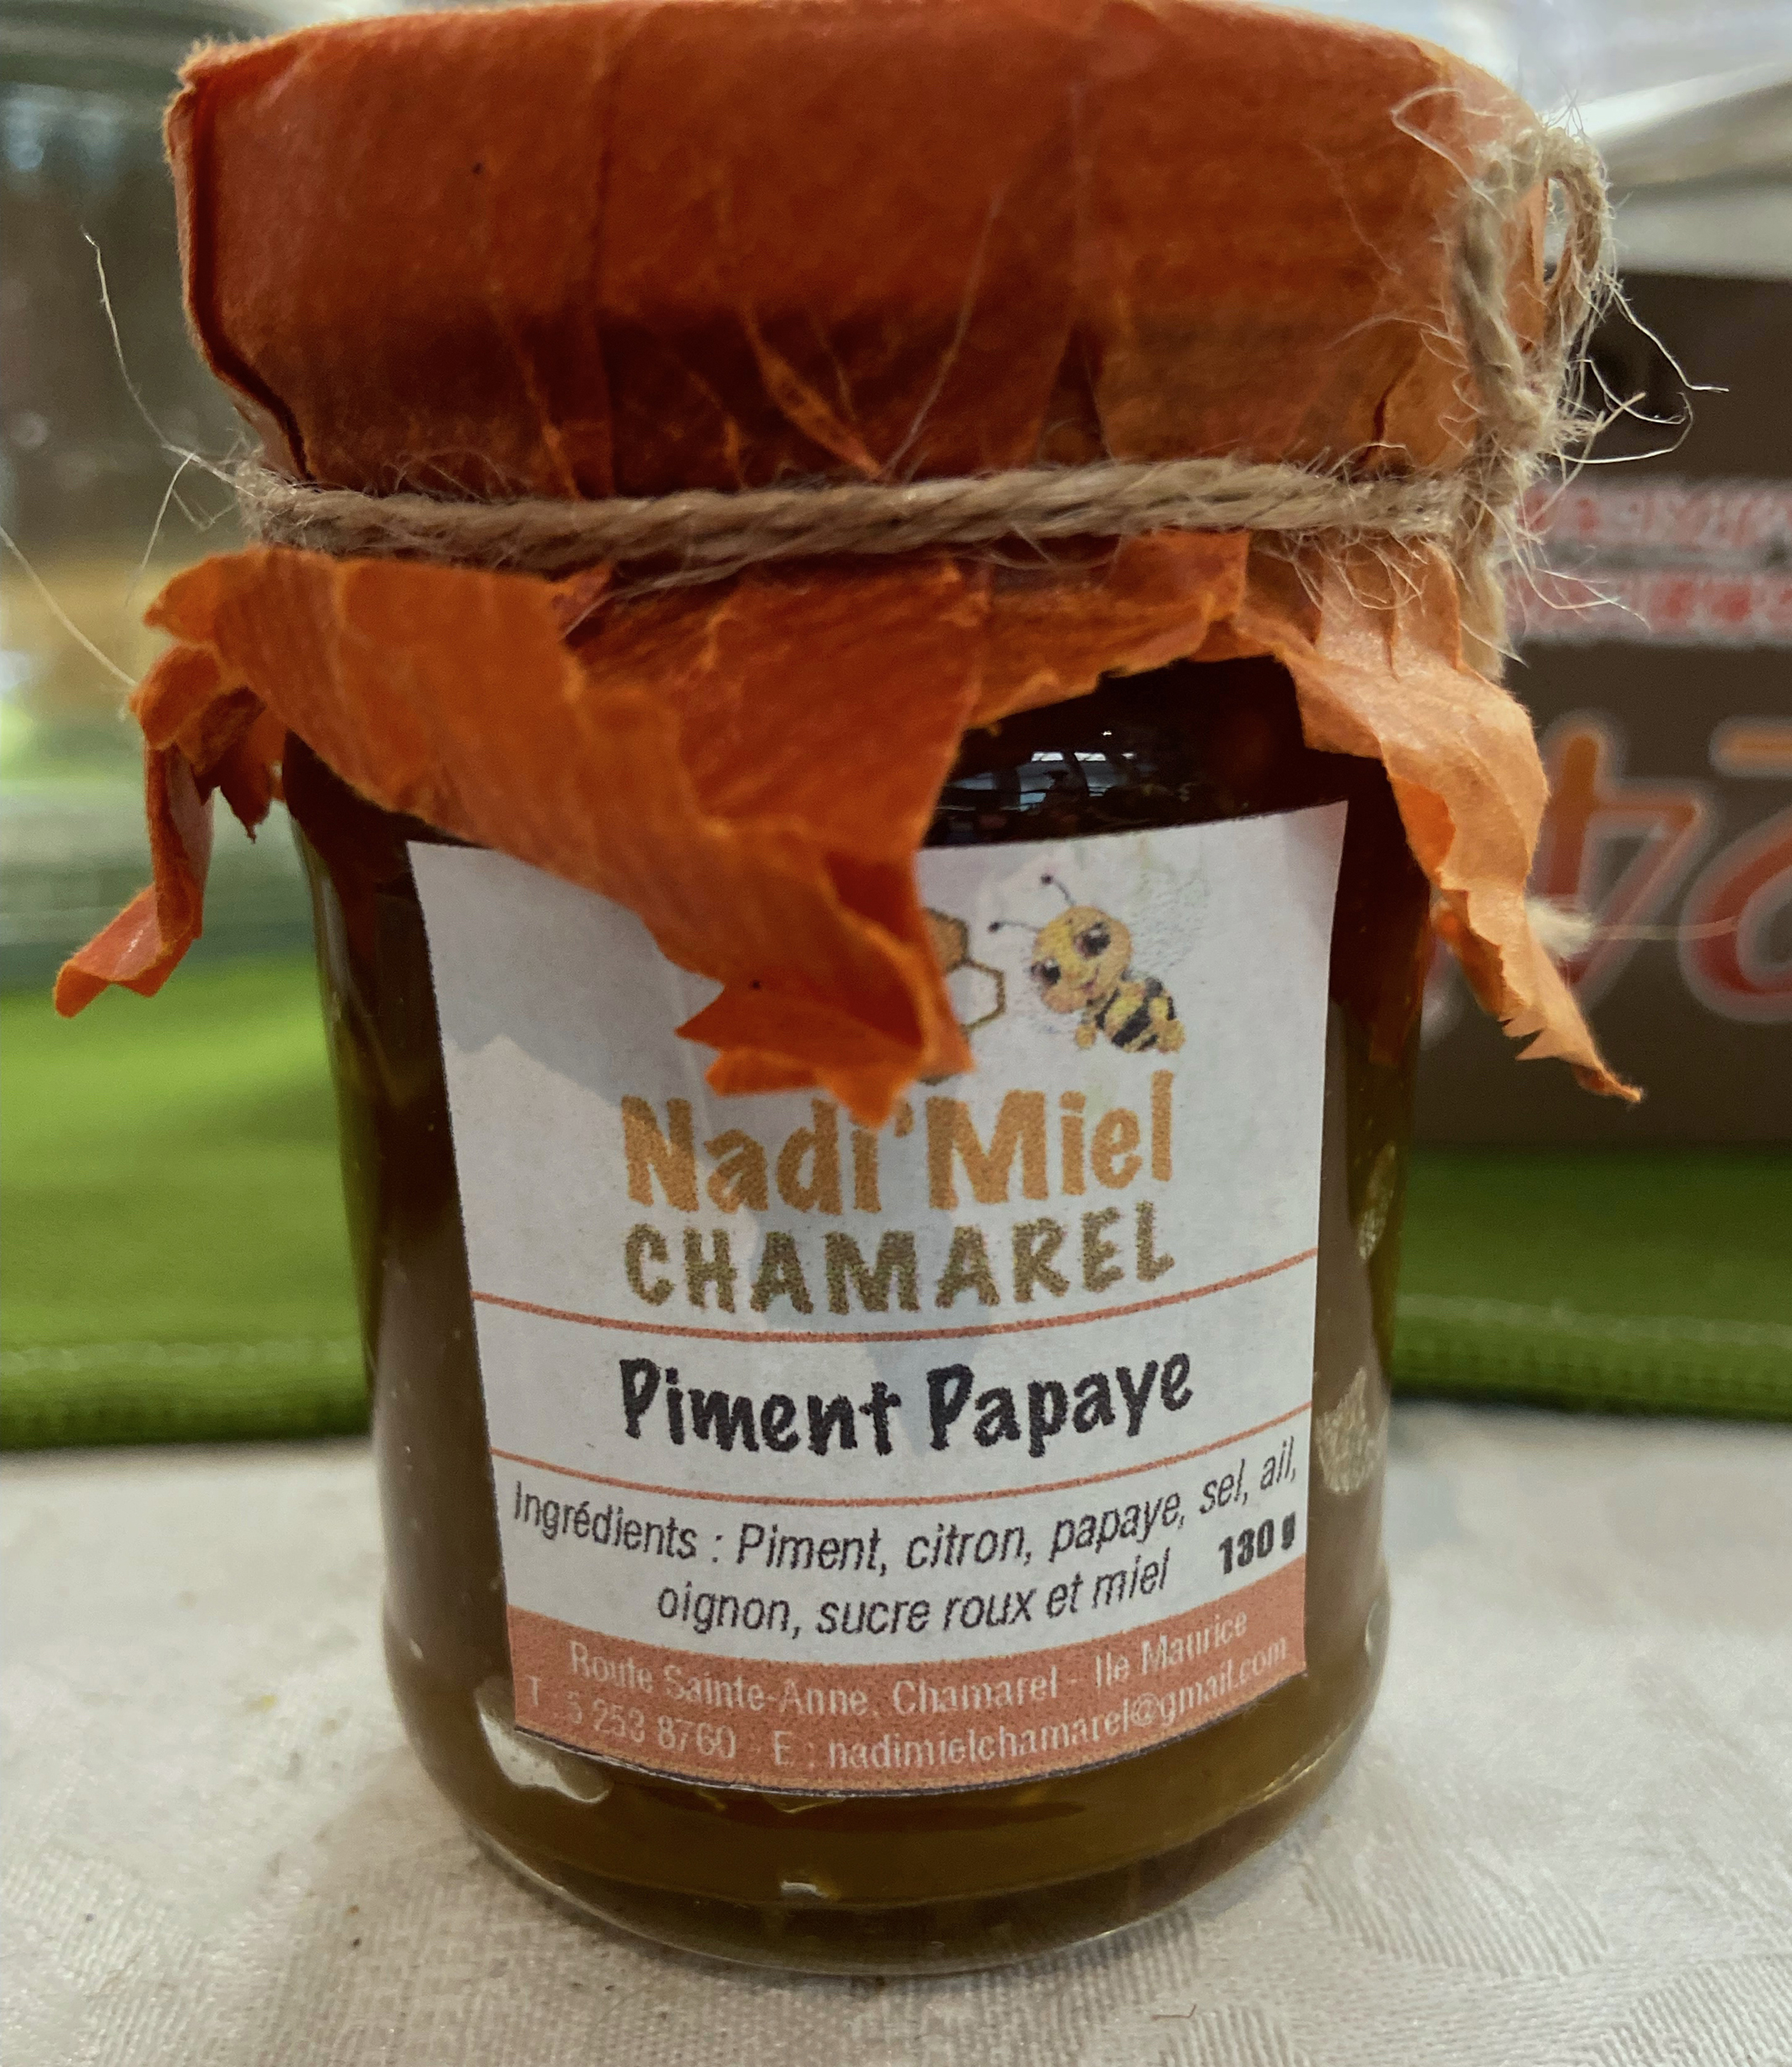 Nadi'Miel
CHAMAREL
Piment Papaye
Ingrédients : Piment, citron, papaye, sel, ail,
oignon, sucre roux et miel 130 g
Route Sainte-Anne, Chamarel - Ile Maurice
T : 5 253 8760 - E : nadimielchamarel@gmail.com